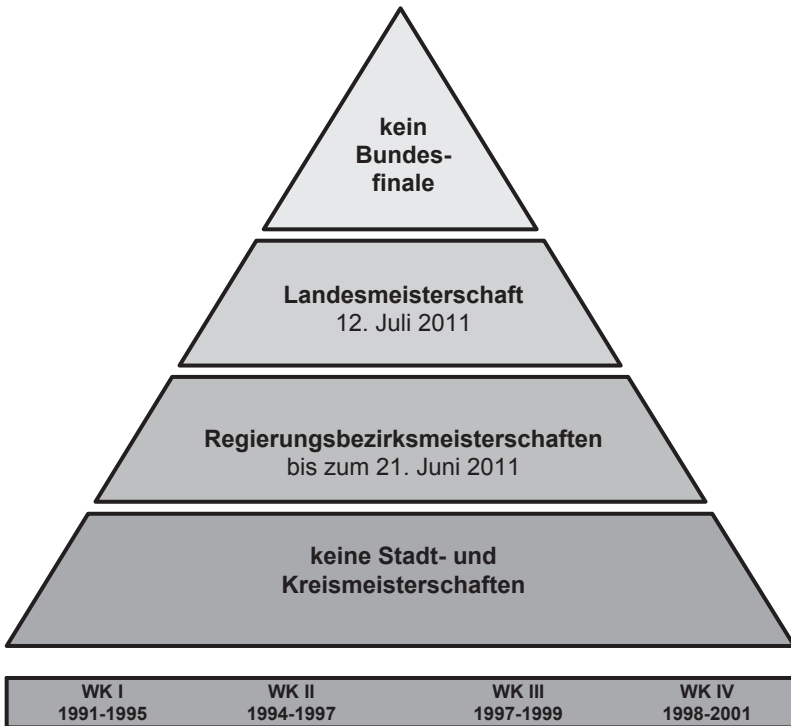 kein
Bundes-
finale
Landesmeisterschaft
12. Juli 2011
Regierungsbezirksmeisterschaften
bis zum 21. Juni 2011
keine Stadt- und
Kreismeisterschaften
WK I WK II WK III WK IV
1991-1995 1994-1997 1997-1999 1998-2001